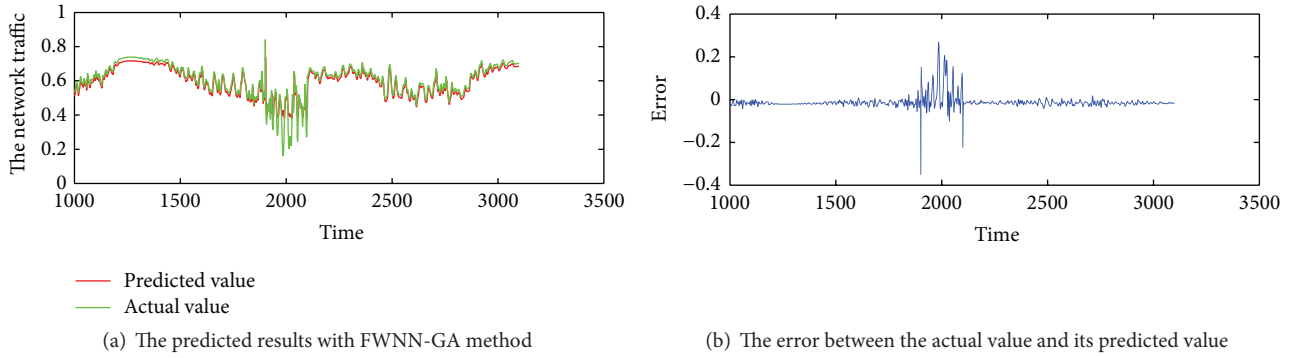 The network traffic
1
0.8
0.6
0.4
0.2
0
1000 1500 2000 2500 3000 3500
Time
Predicted value
Actual value
(a) The predicted results with FWNN-GA method
Error
0.4
0.2
0
−0.2
−0.4
1000 1500 2000 2500 3000 3500
Time
(b) The error between the actual value and its predicted value